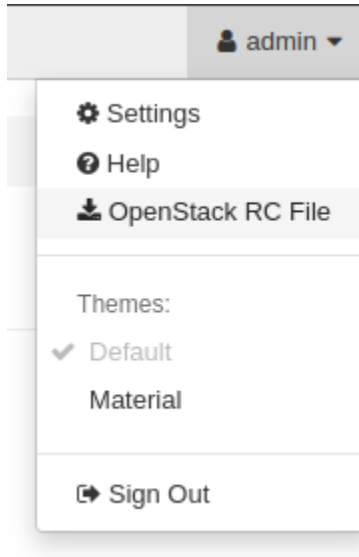 admin
Settings
Help
OpenStack RC File
Themes:
Default
Material
Sign Out